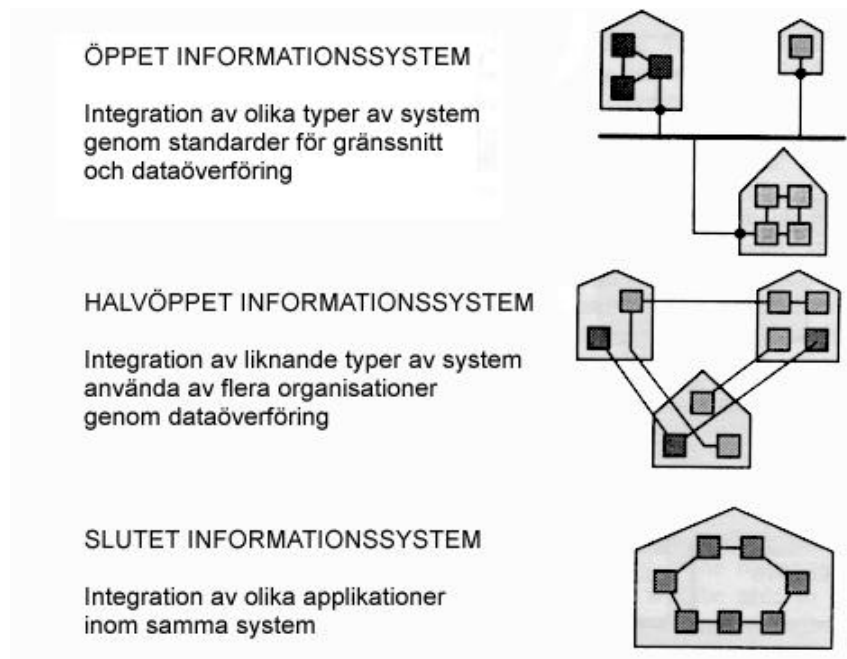 ÖPPET INFORMATIONSSYSTEM
Integration av olika typer av system
genom standarder för gränssnitt
och dataöverföring
HALVÖPPET INFORMATIONSSYSTEM
Integration av liknande typer av system
använda av flera organisationer
genom dataöverföring
SLUTET INFORMATIONSSYSTEM
Integration av olika applikationer
inom samma system